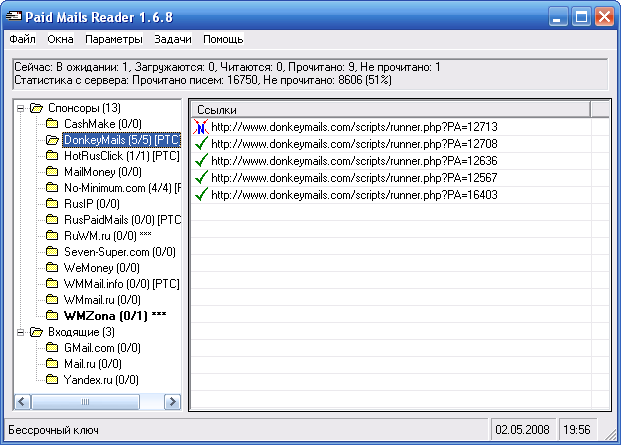 Paid Mails Reader 1.6.8
Файл Окна Параметры Задачи Помощь
Сейчас: В ожидании: 1, Загружаются: 0, Читаются: 0, Прочитано: 9, Не прочитано: 1
Статистика с сервера: Прочитано писем: 16750, Не прочитано: 8606 (51%)
Спонсоры (13)
CashMake (0/0)
DonkeyMails (5/5) [PTC]
HotRusClick (1/1) [PTC]
MailMoney (0/0)
No-Minimum.com (4/4) [
RusIP (0/0)
RusPaidMails (0/0) [PTC
RuWM.ru (0/0) ***
Seven-Super.com (0/0)
WeMoney (0/0)
WMMail.info (0/0) [PTC]
WMmail.ru (0/0)
WMZona (0/1) ***
Входящие (3)
GMail.com (0/0)
Mail.ru (0/0)
Yandex.ru (0/0)
Ссылки
http://www.donkeymails.com/scripts/runner.php?PA=12713
http://www.donkeymails.com/scripts/runner.php?PA=12708
http://www.donkeymails.com/scripts/runner.php?PA=12636
http://www.donkeymails.com/scripts/runner.php?PA=12567
http://www.donkeymails.com/scripts/runner.php?PA=16403
Бессрочный ключ 02.05.2008 19:56